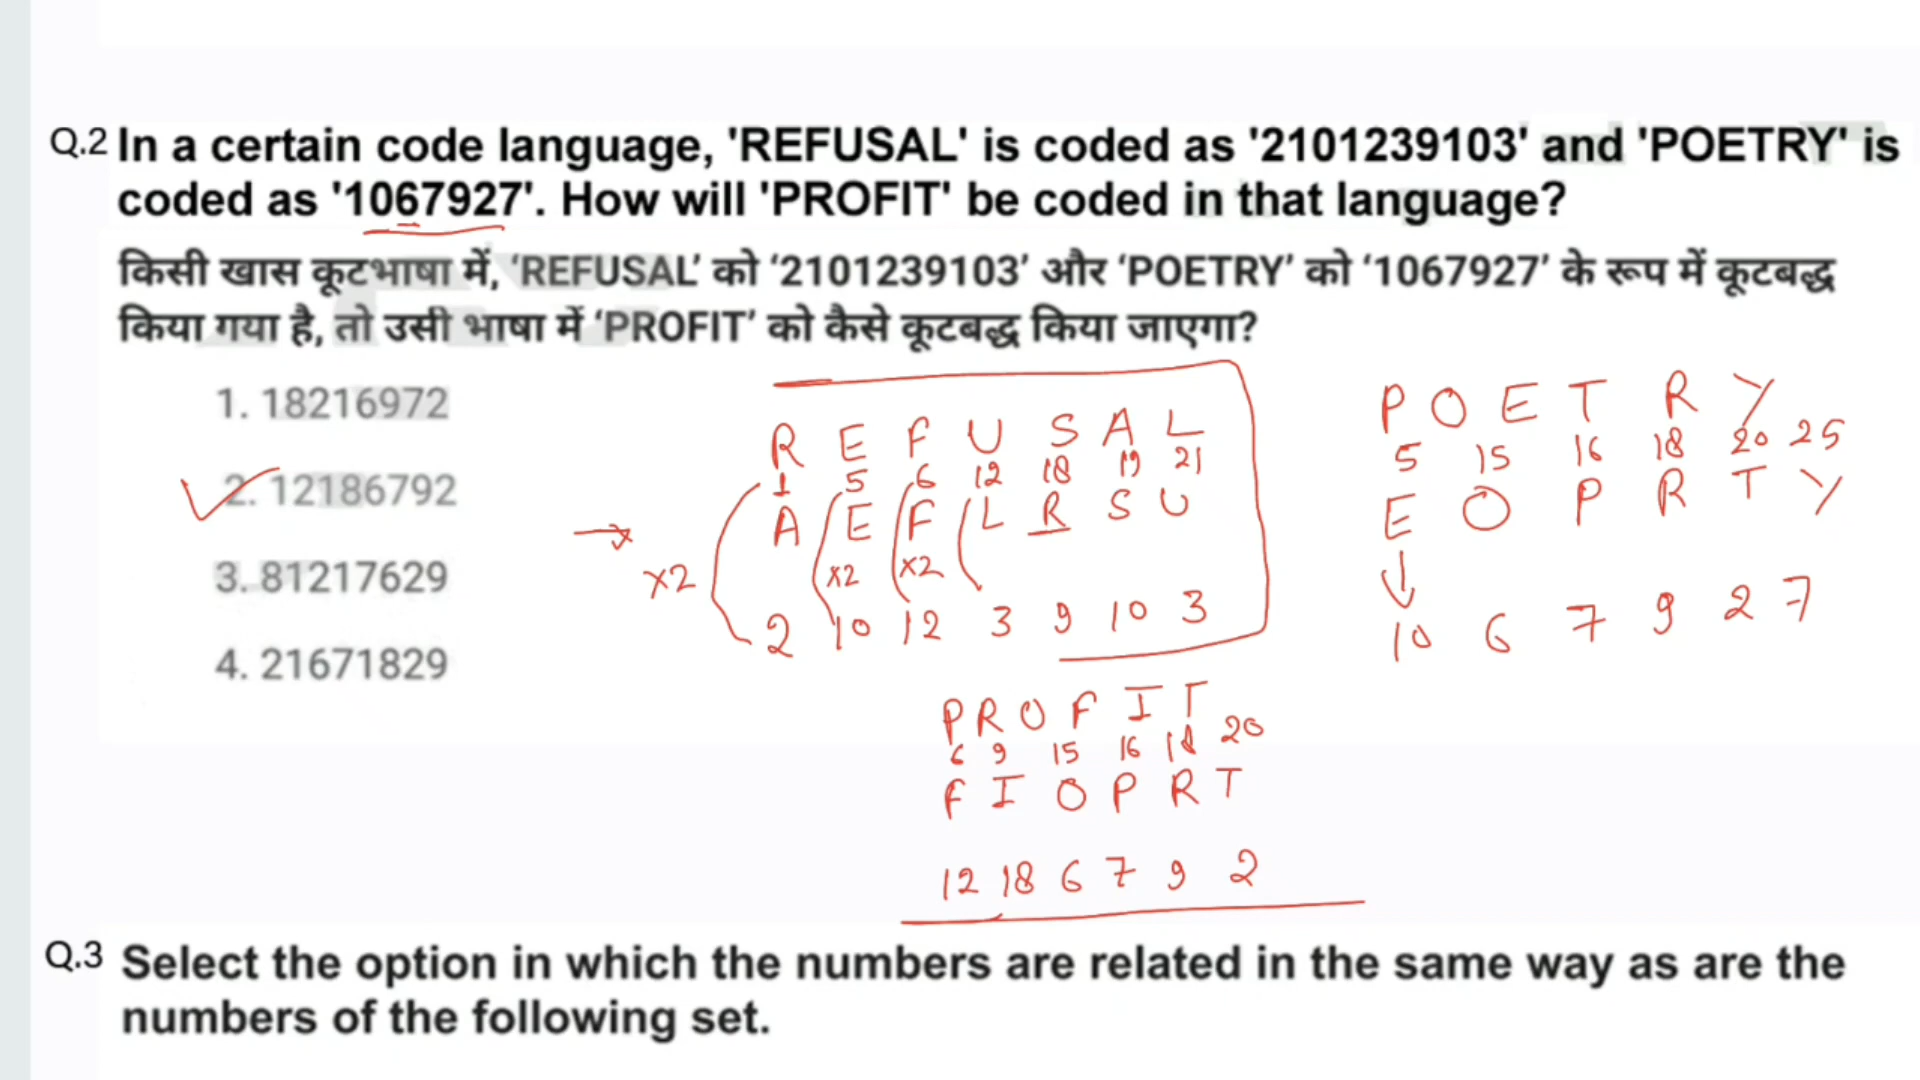 Q.2 In a certain code language, 'REFUSAL' is coded as '2101239103' and 'POETRY' is
coded as '1067927'. How will 'PROFIT' be coded in that language?
किसी खास कूटभाषा में, 'REFUSAL' को '2101239103' और 'POETRY' को '1067927' के रूप में कूटबद्ध
किया गया है, तो उसी भाषा में 'PROFIT' को कैसे कूटबद्ध किया जाएगा?
1. 18216972
2. 12186792
3. 81217629
4. 21671829
R E F U S A L
1 5 6 12 18 19 21
A E F L R S U
x2 x2 x2
2 10 12 3 9 10 3
P O E T R Y
5 15 16 18 20 25
E O P R T Y
10 6 7 9 2 7
P R O F I T
6 9 15 16 18 20
F I O P R T
12 18 6 7 9 2
Q.3 Select the option in which the numbers are related in the same way as are the
numbers of the following set.